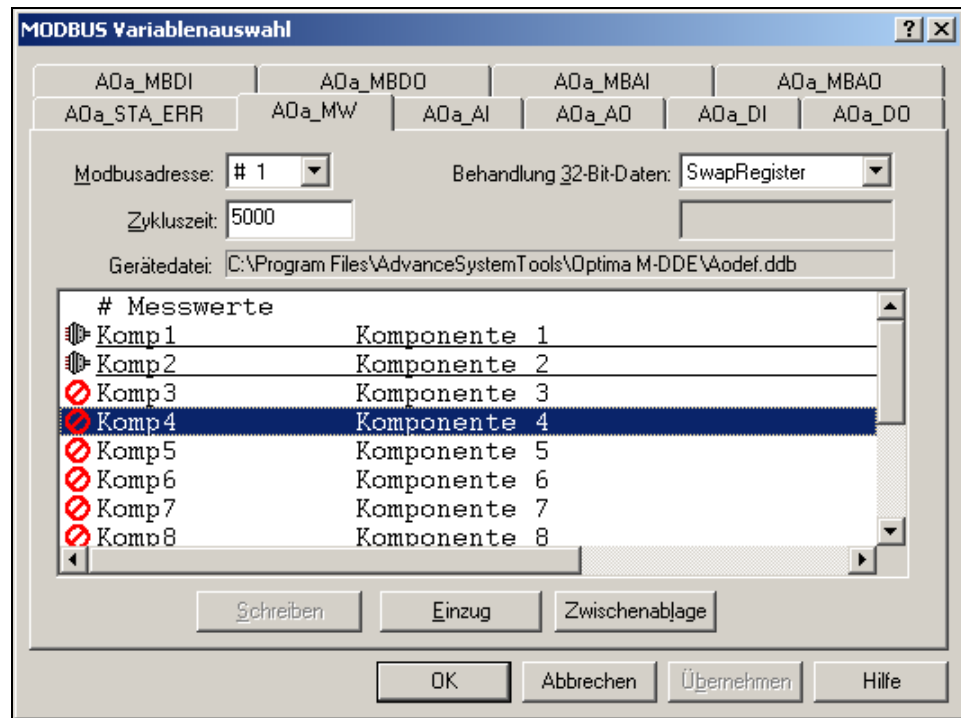 MODBUS Variablenauswahl
AOa_MBDI AOa_MBDO AOa_MBAI AOa_MBAO
AOa_STA_ERR AOa_MW AOa_AI AOa_AO AOa_DI AOa_DO
Modbusadresse: # 1 Behandlung 32-Bit-Daten: SwapRegister
Zykluszeit: 5000
Gerätedatei: C:\Program Files\AdvanceSystemTools\Optima M-DDE\Aodef.ddb
# Messwerte
Komp1 Komponente 1
Komp2 Komponente 2
Komp3 Komponente 3
Komp4 Komponente 4
Komp5 Komponente 5
Komp6 Komponente 6
Komp7 Komponente 7
Komp8 Komponente 8
Schreiben Einzug Zwischenablage
OK Abbrechen Übernehmen Hilfe